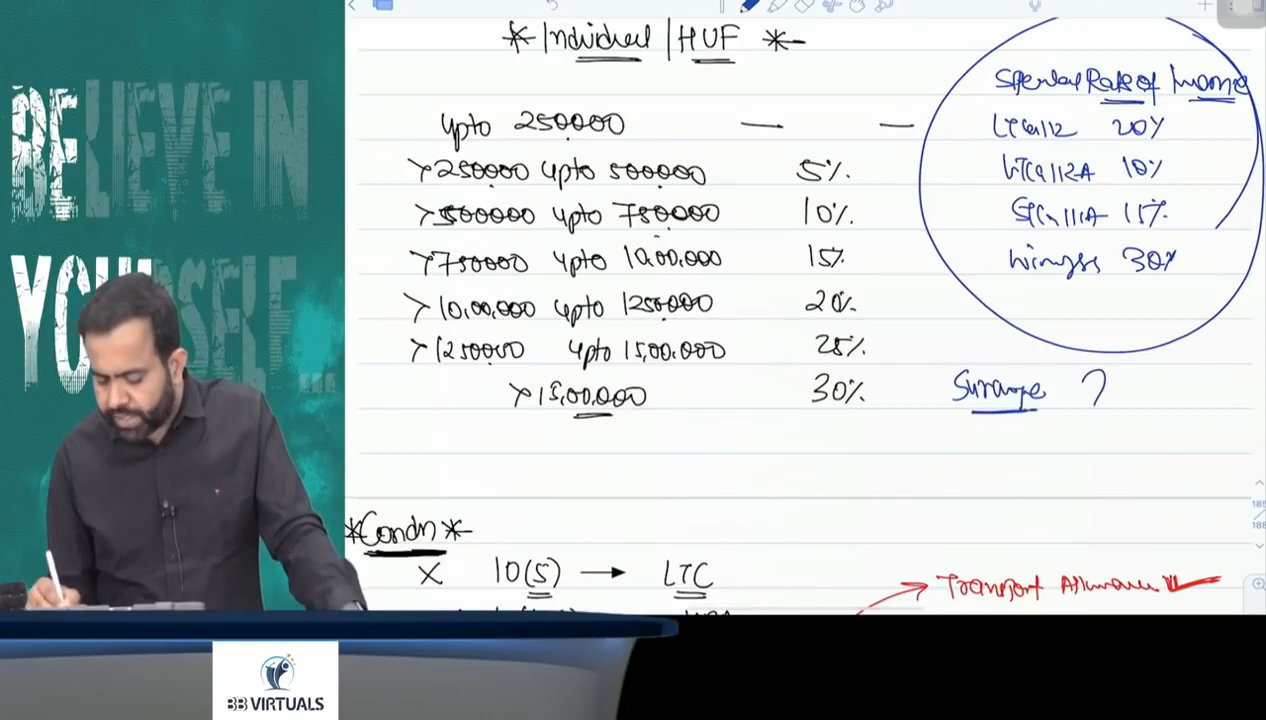 BELIEVE IN
YOURSELF...
* Individual | HUF *
upto 250000 — —
>250000 upto 500000 5%
>500000 upto 750000 10%
>750000 upto 10,00,000 15%
>10,00,000 upto 1250000 20%
>1250000 upto 15,00,000 25%
>15,00,000 30%
Special Rate of Income
LTCG 112 20%
LTCG 112A 10%
STCG 111A 15%
30%
Surcharge ?
*Condn*
X 10(5) → LTC
Transport Allowance
BB VIRTUALS